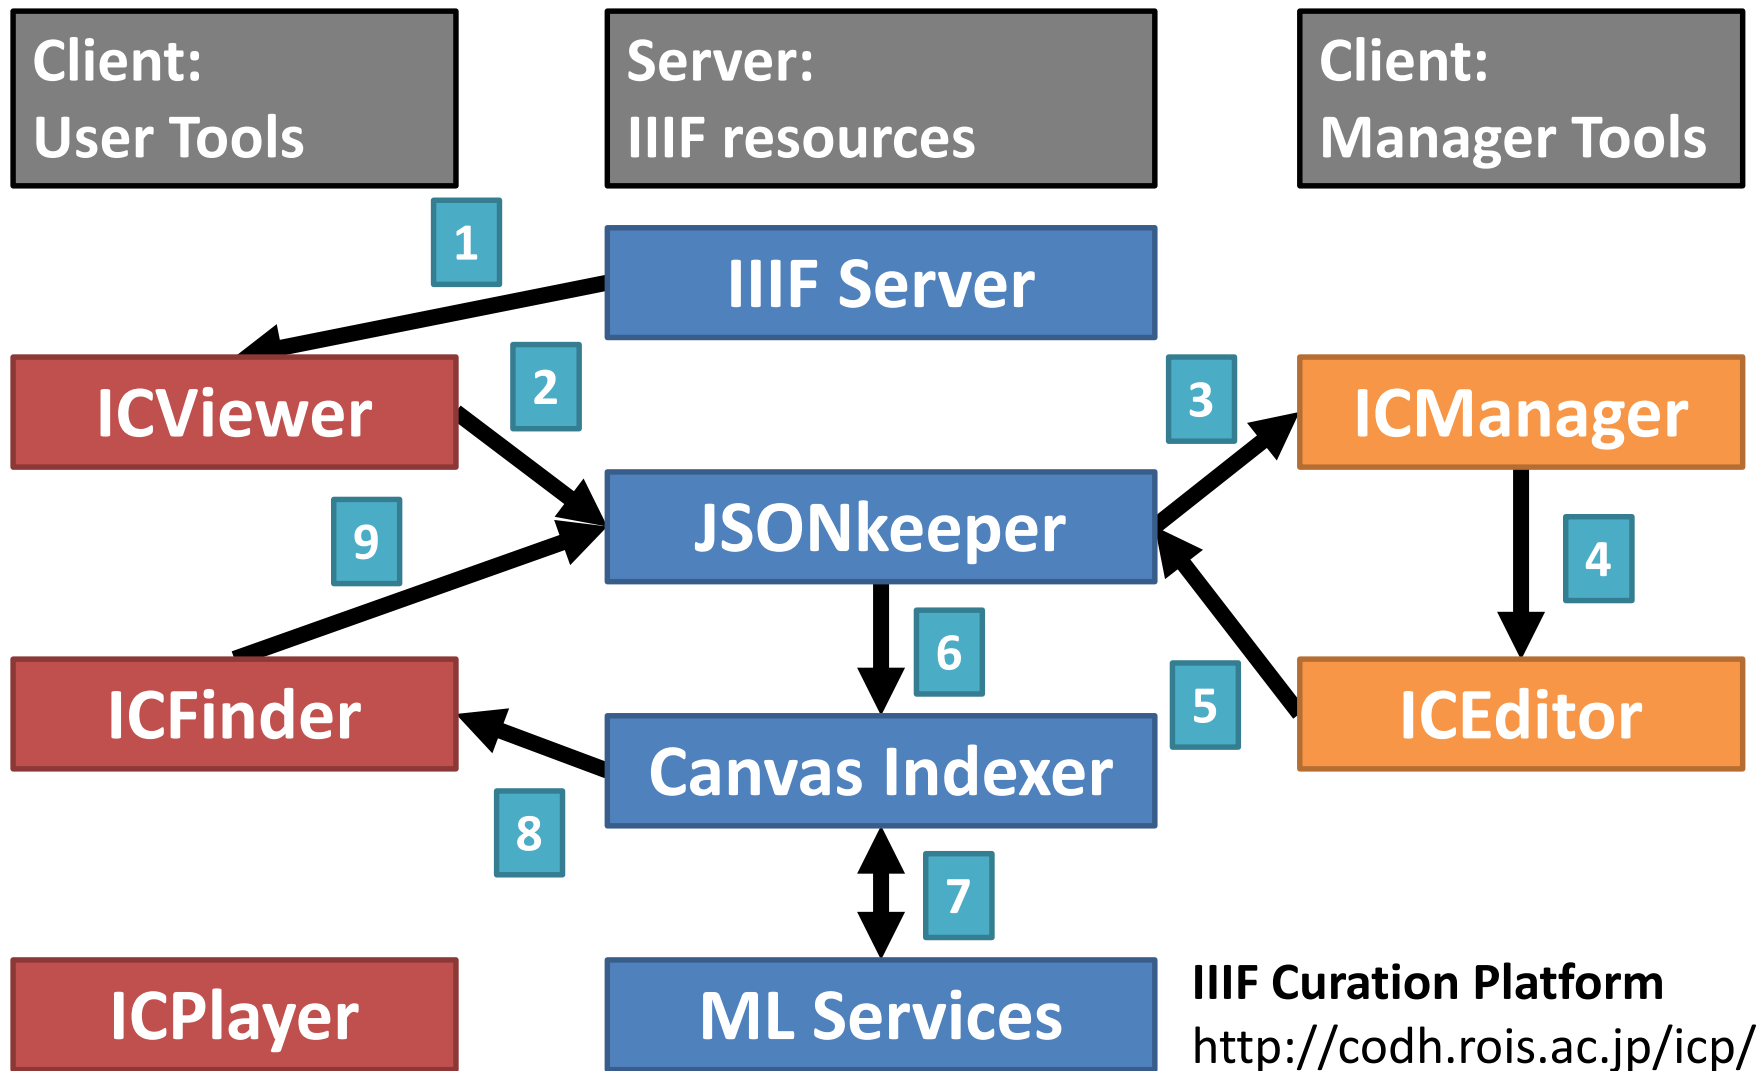 Client:
User Tools
Server:
IIIF resources
Client:
Manager Tools
1
IIIF Server
2
3
ICViewer
ICManager
9
JSONkeeper
4
6
5
ICFinder
ICEditor
Canvas Indexer
8
7
ICPlayer
ML Services
IIIF Curation Platform
http://codh.rois.ac.jp/icp/